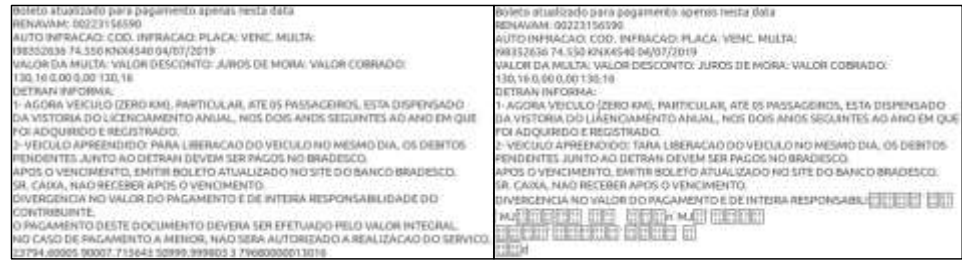 Boleto atualizado para pagamento apenas nesta data
RENAVAM: 00223156590
AUTO INFRACAO: COD. INFRACAO: PLACA: VENC. MULTA:
I98352636 74.550 KNX4540 04/07/2019
VALOR DA MULTA: VALOR DESCONTO: JUROS DE MORA: VALOR COBRADO:
130,16 0,00 0,00 130,16
DETRAN INFORMA:
1- AGORA VEICULO (ZERO KM), PARTICULAR, ATE 05 PASSAGEIROS, ESTA DISPENSADO
DA VISTORIA DO LICENCIAMENTO ANUAL, NOS DOIS ANOS SEGUINTES AO ANO EM QUE
FOI ADQUIRIDO E REGISTRADO.
2- VEICULO APREENDIDO: PARA LIBERACAO DO VEICULO NO MESMO DIA, OS DEBITOS
PENDENTES JUNTO AO DETRAN DEVEM SER PAGOS NO BRADESCO.
APOS O VENCIMENTO, EMITIR BOLETO ATUALIZADO NO SITE DO BANCO BRADESCO.
SR. CAIXA, NAO RECEBER APOS O VENCIMENTO.
DIVERGENCIA NO VALOR DO PAGAMENTO E DE INTEIRA RESPONSABILIDADE DO
CONTRIBUINTE.
O PAGAMENTO DESTE DOCUMENTO DEVERA SER EFETUADO PELO VALOR INTEGRAL.
NO CASO DE PAGAMENTO A MENOR, NAO SERA AUTORIZADO A REALIZACAO DO SERVICO.
23794.60005 90007.715643 50999.999803 3 79680000013016
Boleto atualizado para pagamento apenas nesta data
RENAVAM: 00223156590
AUTO INFRACAO: COD. INFRACAO: PLACA: VENC. MULTA:
I98352636 74.550 KNX4540 04/07/2019
VALOR DA MULTA: VALOR DESCONTO: JUROS DE MORA: VALOR COBRADO:
130,16 0,00 0,00 130,16
DETRAN INFORMA:
1- AGORA VEICULO (ZERO KM), PARTICULAR, ATE 05 PASSAGEIROS, ESTA DISPENSADO
DA VISTORIA DO LIAENCIAMENTO ANUAL, NOS DOIS ANOS SEGUINTES AO ANO EM QUE
FOI ADQUIRIDO E REGISTRADO.
2- VEICULO APREENDIDO: TARA LIBERACAO DO VEICULO NO MESMO DIA, OS DEBITOS
PENDENTES JUNTO AO DETRAN DEVEM SER PAGOS NO BRADESCO.
APOS O VENCIMENTO, EMITIR BOLETO ATUALIZADO NO SITE DO BANCO BRADESCO.
SR. CAIXA, NAO RECEBER APOS O VENCIMENTO.
DIVERGENCIA NO VALOR DO PAGAMENTO E DE INTEIRA RESPONSABILI